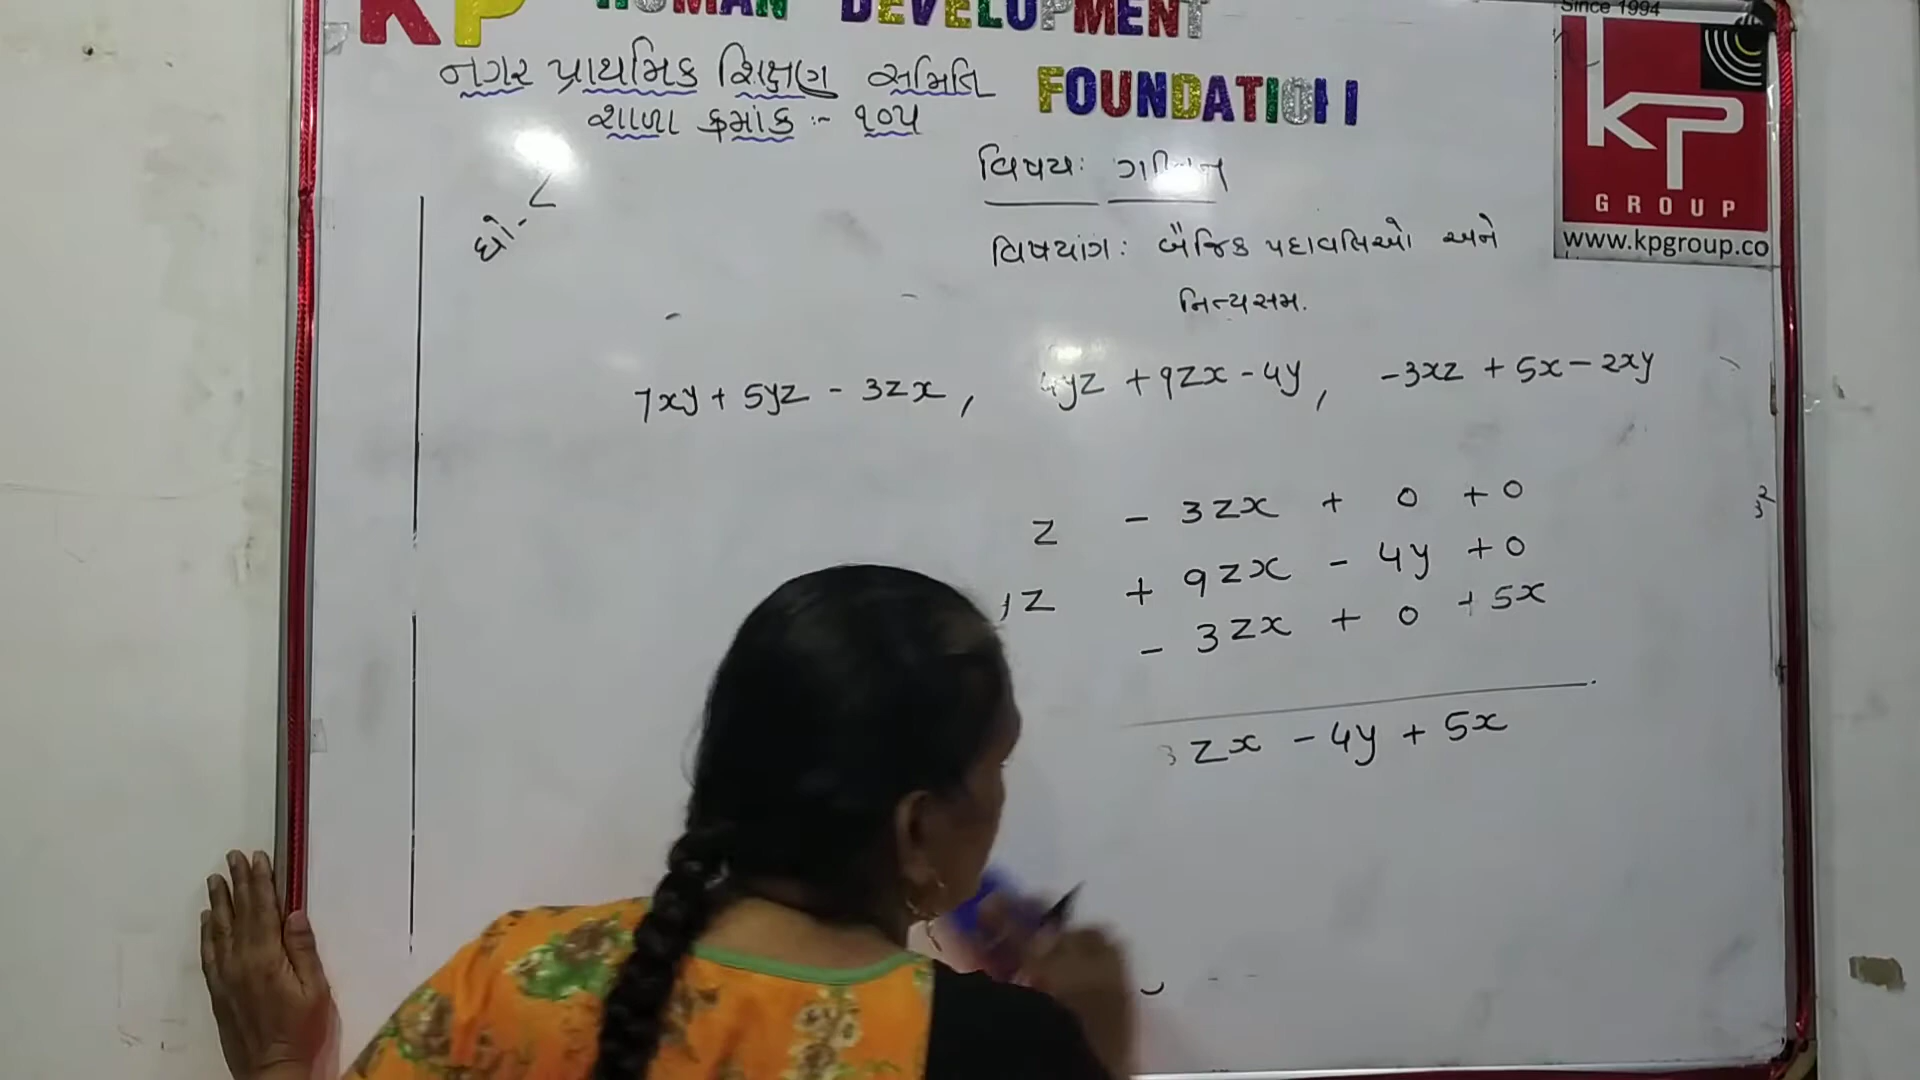 KP HUMAN DEVELOPMENT
FOUNDATION
નગર પ્રાથમિક શિક્ષણ સમિતિ
શાળા ક્રમાંક :- ૧૦૫
Since 1994
KP
GROUP
www.kpgroup.co
ધો-૮
વિષય: ગણિત
વિષયાંગ: બૈજિક પદાવલિઓ અને
નિત્યસમ.
7xy + 5yz - 3zx, 4yz + 9zx - 4y, -3xz + 5x - 2xy
z - 3zx + 0 + 0
z + 9zx - 4y + 0
- 3zx + 0 + 5x
3zx - 4y + 5x